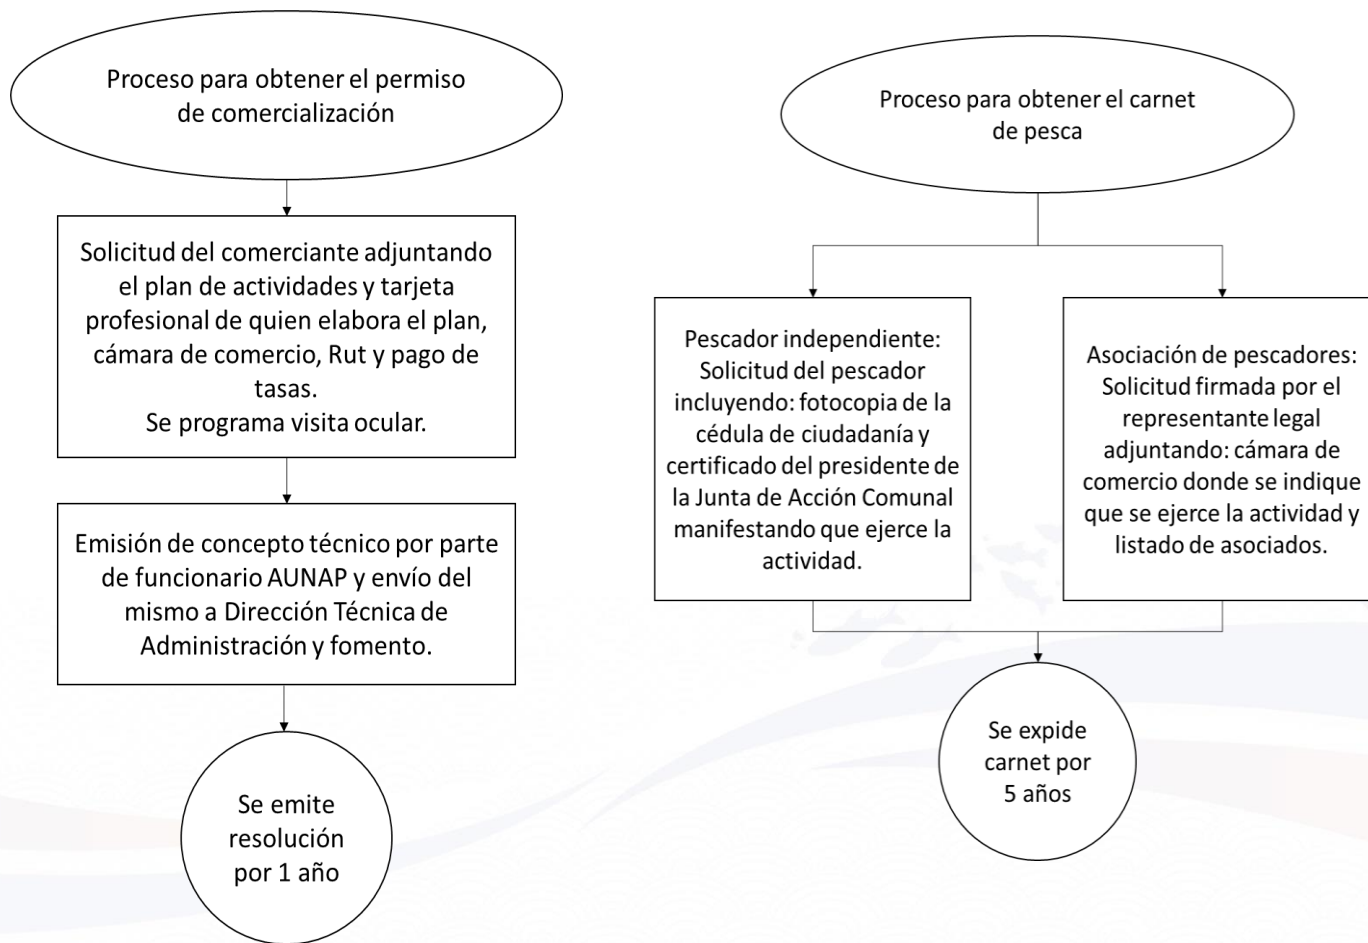 Proceso para obtener el permiso
de comercialización
Solicitud del comerciante adjuntando
el plan de actividades y tarjeta
profesional de quien elabora el plan,
cámara de comercio, Rut y pago de
tasas.
Se programa visita ocular.
Emisión de concepto técnico por parte
de funcionario AUNAP y envío del
mismo a Dirección Técnica de
Administración y fomento.
Se emite
resolución
por 1 año
Proceso para obtener el carnet
de pesca
Pescador independiente:
Solicitud del pescador
incluyendo: fotocopia de la
cédula de ciudadanía y
certificado del presidente de
la Junta de Acción Comunal
manifestando que ejerce la
actividad.
Asociación de pescadores:
Solicitud firmada por el
representante legal
adjuntando: cámara de
comercio donde se indique
que se ejerce la actividad y
listado de asociados.
Se expide
carnet por
5 años